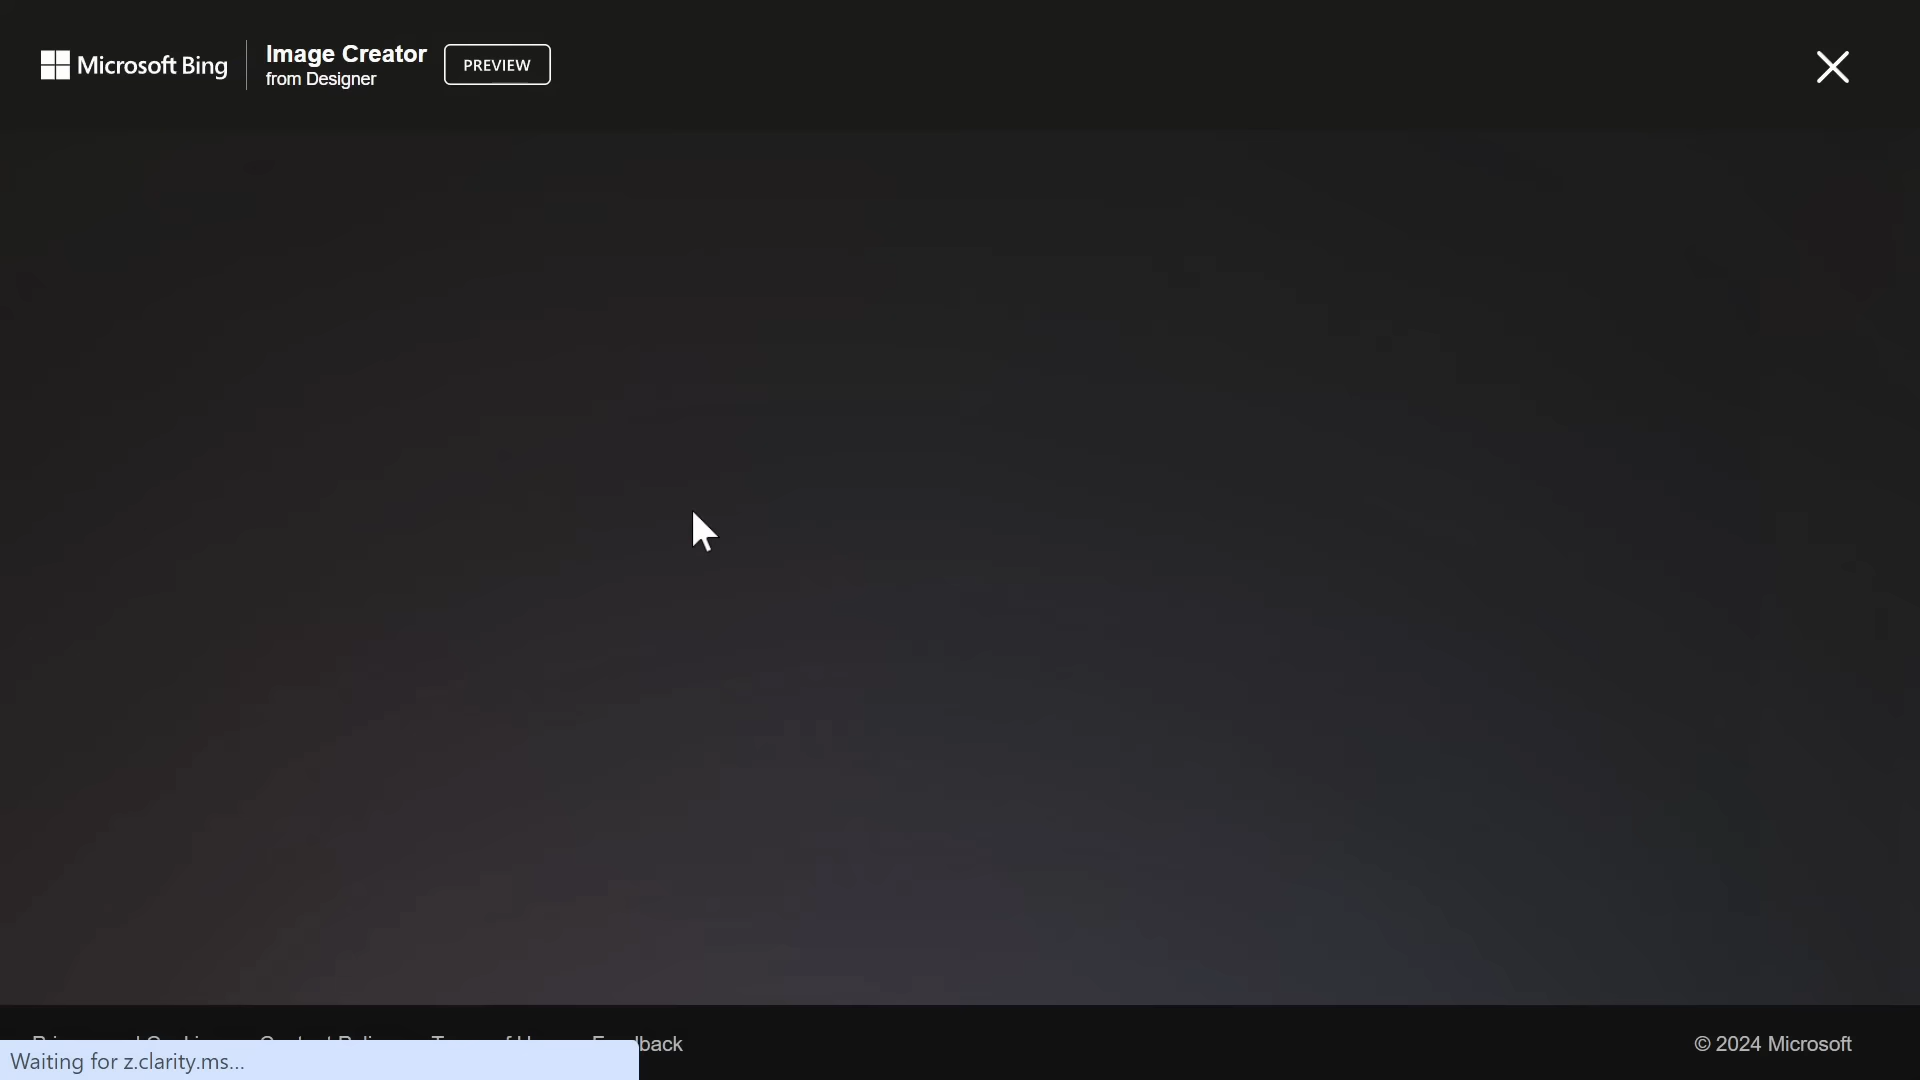 Microsoft Bing
Image Creator
from Designer
PREVIEW
back
© 2024 Microsoft
Waiting for z.clarity.ms...